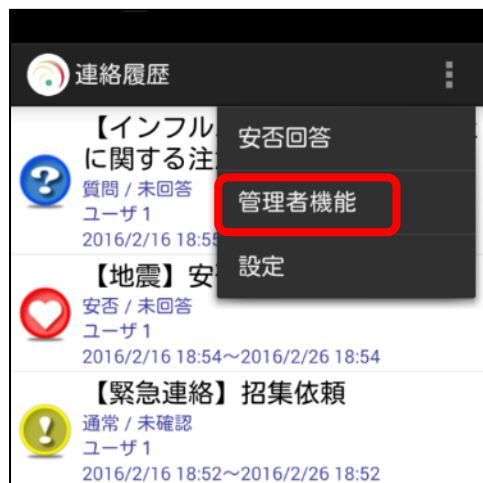 連絡履歴
安否回答
管理者機能
設定
【インフル
に関する注
質問 / 未回答
ユーザ 1
2016/2/16 18:55
【地震】安
安否 / 未回答
ユーザ 1
2016/2/16 18:54～2016/2/26 18:54
【緊急連絡】招集依頼
通常 / 未確認
ユーザ 1
2016/2/16 18:52～2016/2/26 18:52